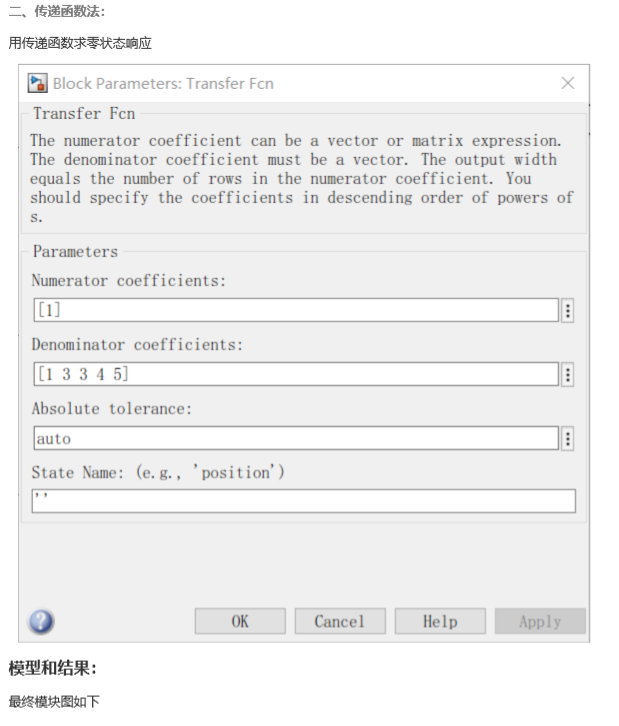 二、传递函数法:
用传递函数求零状态响应
Block Parameters: Transfer Fcn
Transfer Fcn
The numerator coefficient can be a vector or matrix expression.
The denominator coefficient must be a vector. The output width
equals the number of rows in the numerator coefficient. You
should specify the coefficients in descending order of powers of
s.
Parameters
Numerator coefficients:
[1]
Denominator coefficients:
[1 3 3 4 5]
Absolute tolerance:
auto
State Name: (e.g., 'position')
''
OK Cancel Help Apply
模型和结果:
最终模块图如下